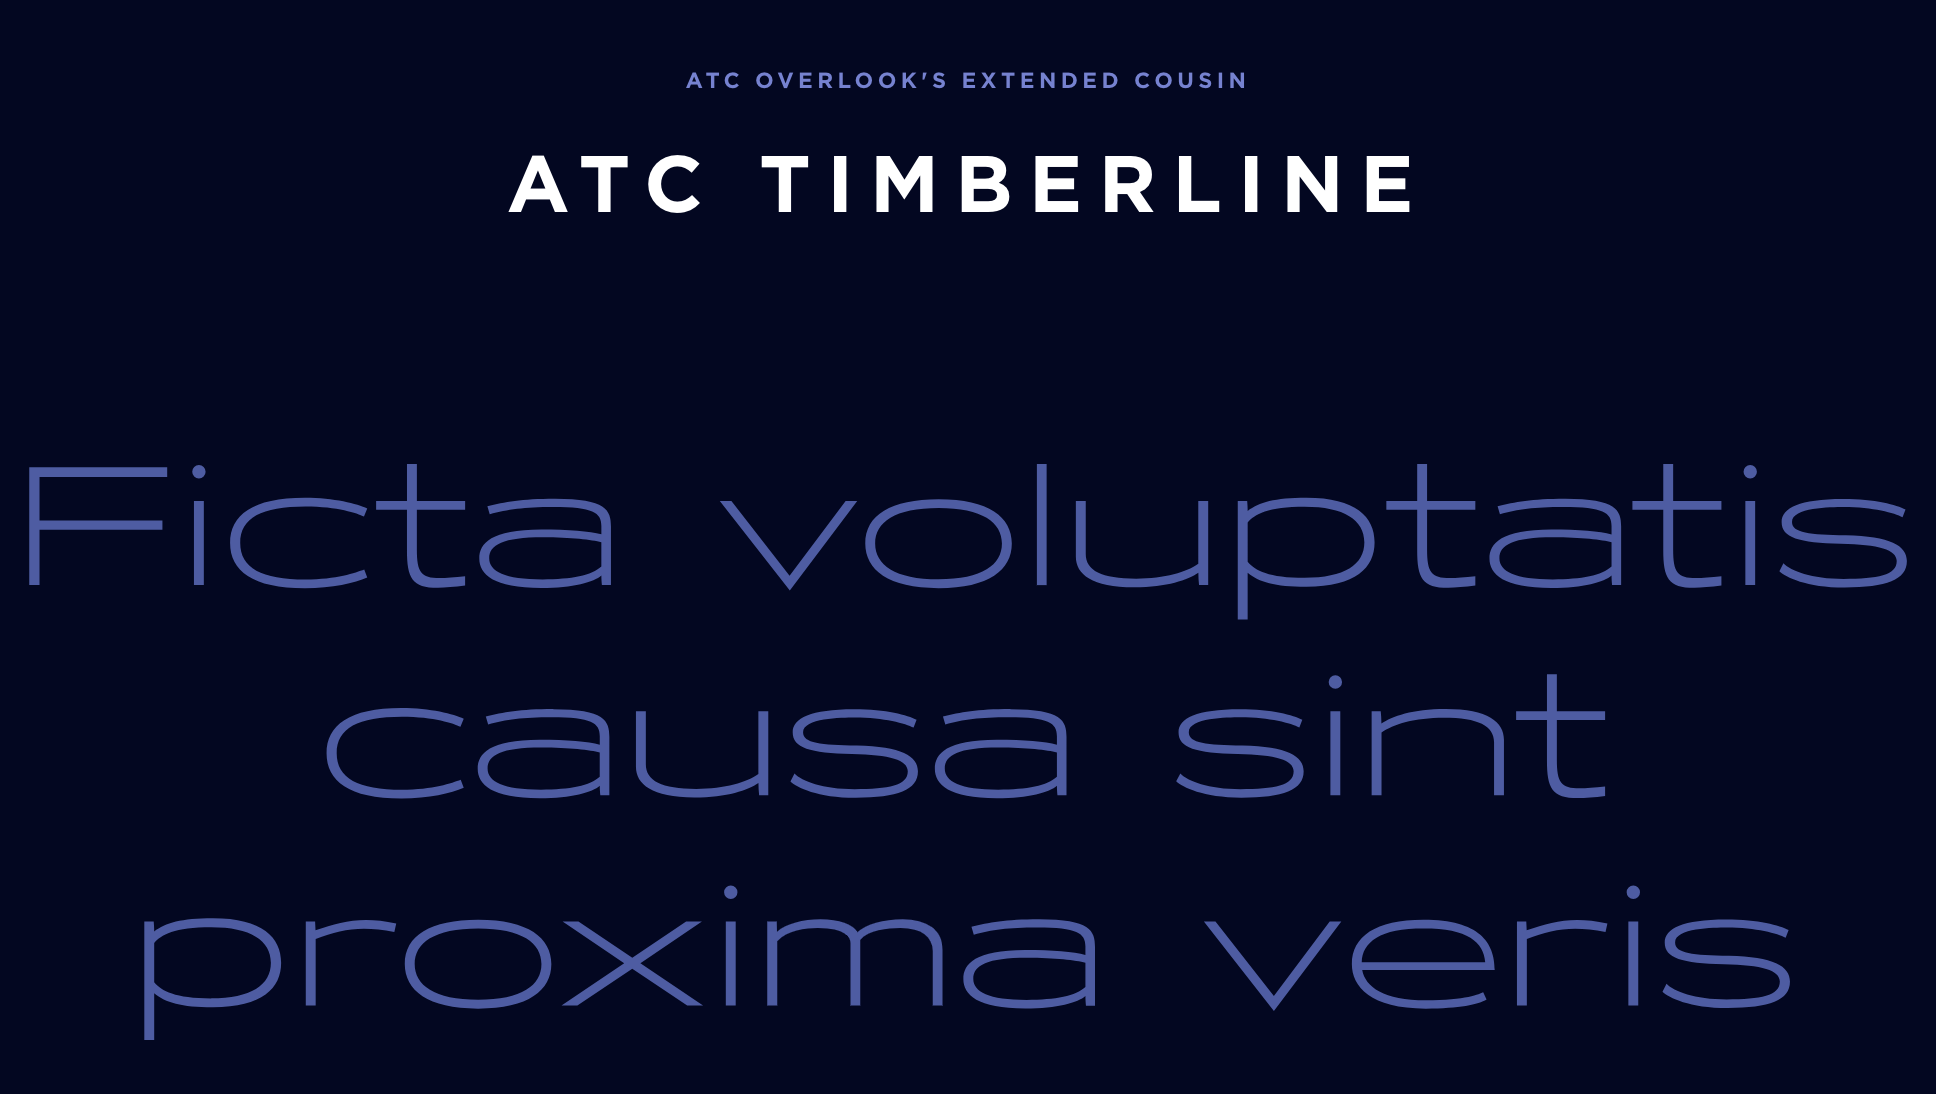 ATC OVERLOOK'S EXTENDED COUSIN
ATC TIMBERLINE
Ficta voluptatis
causa sint
proxima veris